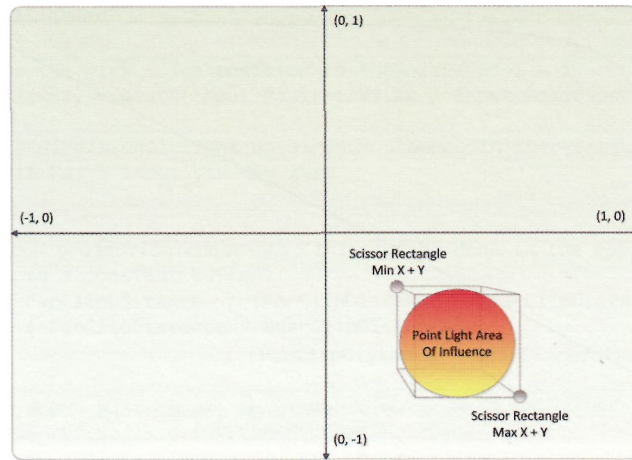 (0, 1)
(-1, 0)
(1, 0)
Scissor Rectangle
Min X + Y
Point Light Area
Of Influence
Scissor Rectangle
Max X + Y
(0, -1)